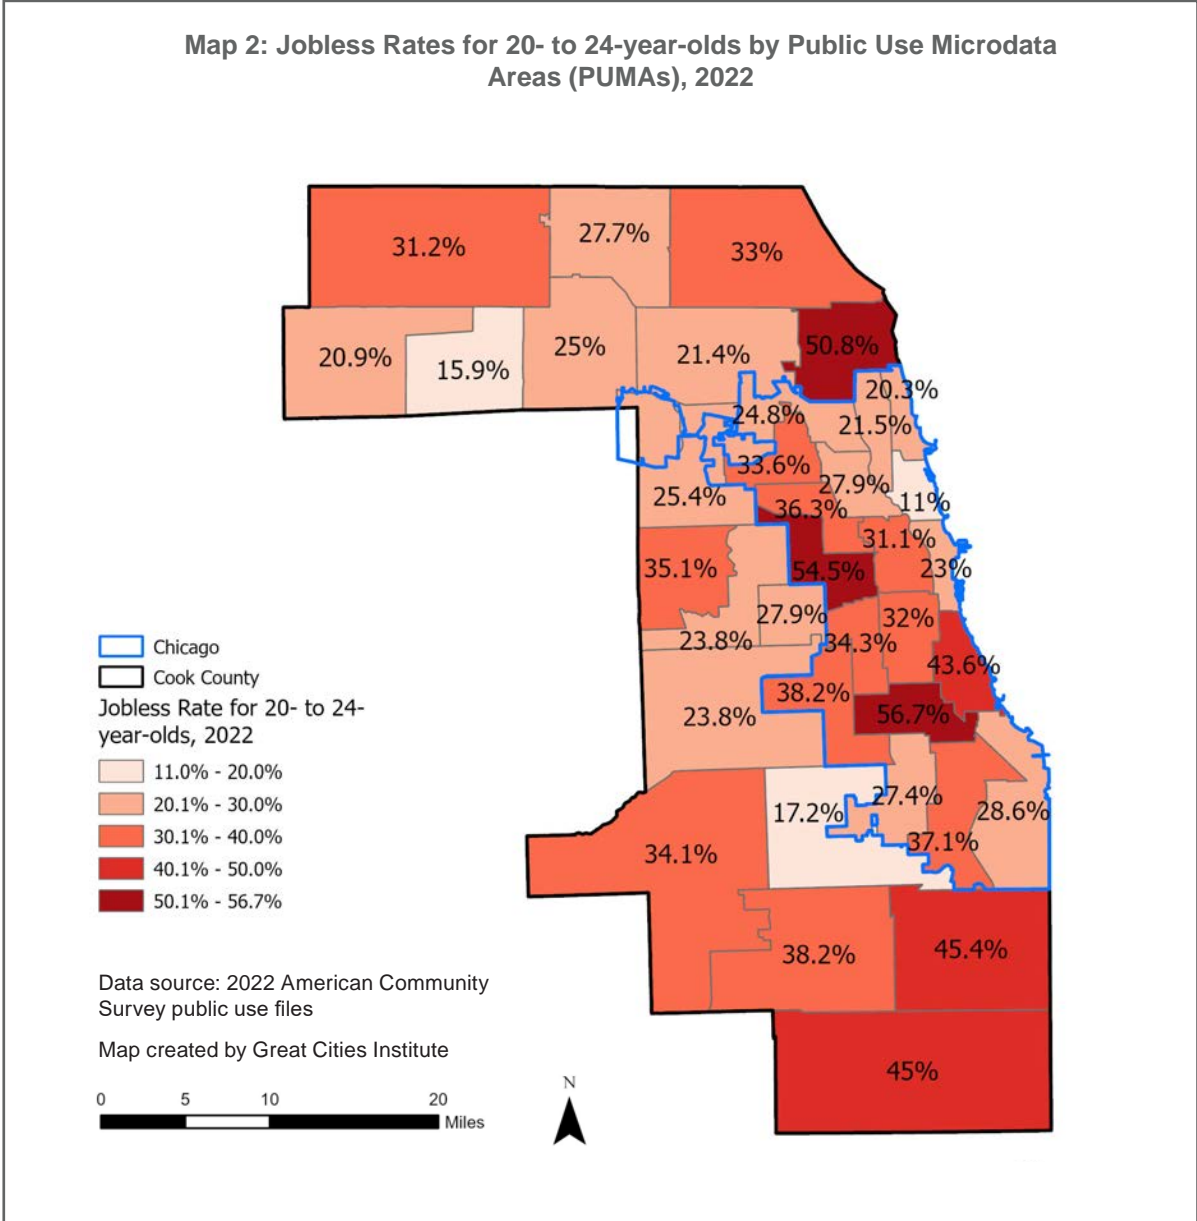 Map 2: Jobless Rates for 20- to 24-year-olds by Public Use Microdata
Areas (PUMAs), 2022
31.2%
27.7%
33%
20.9%
15.9%
25%
21.4%
50.8%
20.3%
24.8%
21.5%
33.6%
27.9%
25.4%
36.3%
11%
31.1%
35.1%
54.5%
23%
27.9%
32%
23.8%
34.3%
43.6%
38.2%
23.8%
56.7%
17.2%
27.4%
28.6%
37.1%
34.1%
38.2%
45.4%
45%
Chicago
Cook County
Jobless Rate for 20- to 24-
year-olds, 2022
11.0% - 20.0%
20.1% - 30.0%
30.1% - 40.0%
40.1% - 50.0%
50.1% - 56.7%
Data source: 2022 American Community
Survey public use files
Map created by Great Cities Institute
0 5 10 20
Miles
N